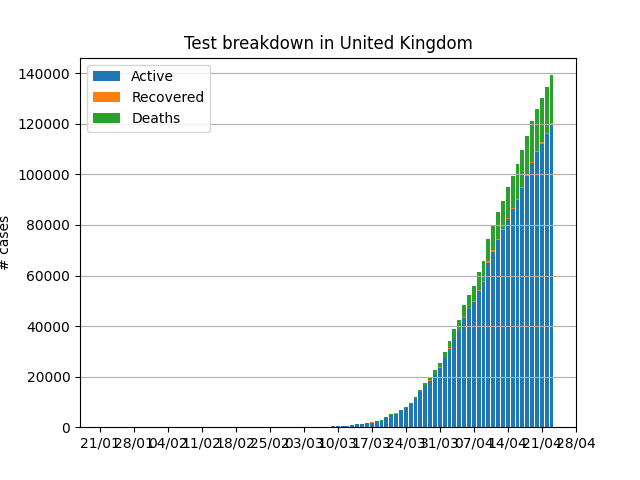 Test breakdown in United Kingdom
Active
Recovered
Deaths
140000
120000
100000
80000
60000
40000
20000
0
# cases
21/01 28/01 04/02 11/02 18/02 25/02 03/03 10/03 17/03 24/03 31/03 07/04 14/04 21/04 28/04